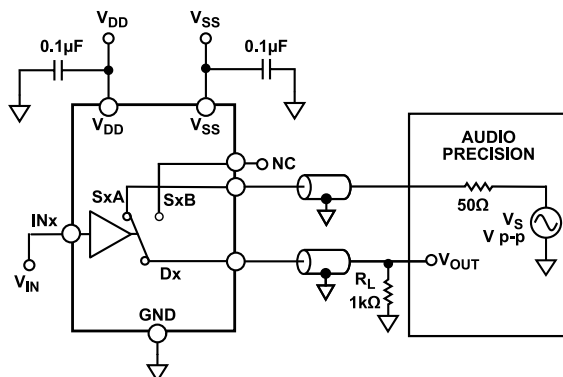 VDD
VSS
0.1µF
0.1µF
VDD
VSS
NC
AUDIO
PRECISION
SxA
SxB
INx
50Ω
VS
V p-p
Dx
VOUT
VIN
RL
1kΩ
GND